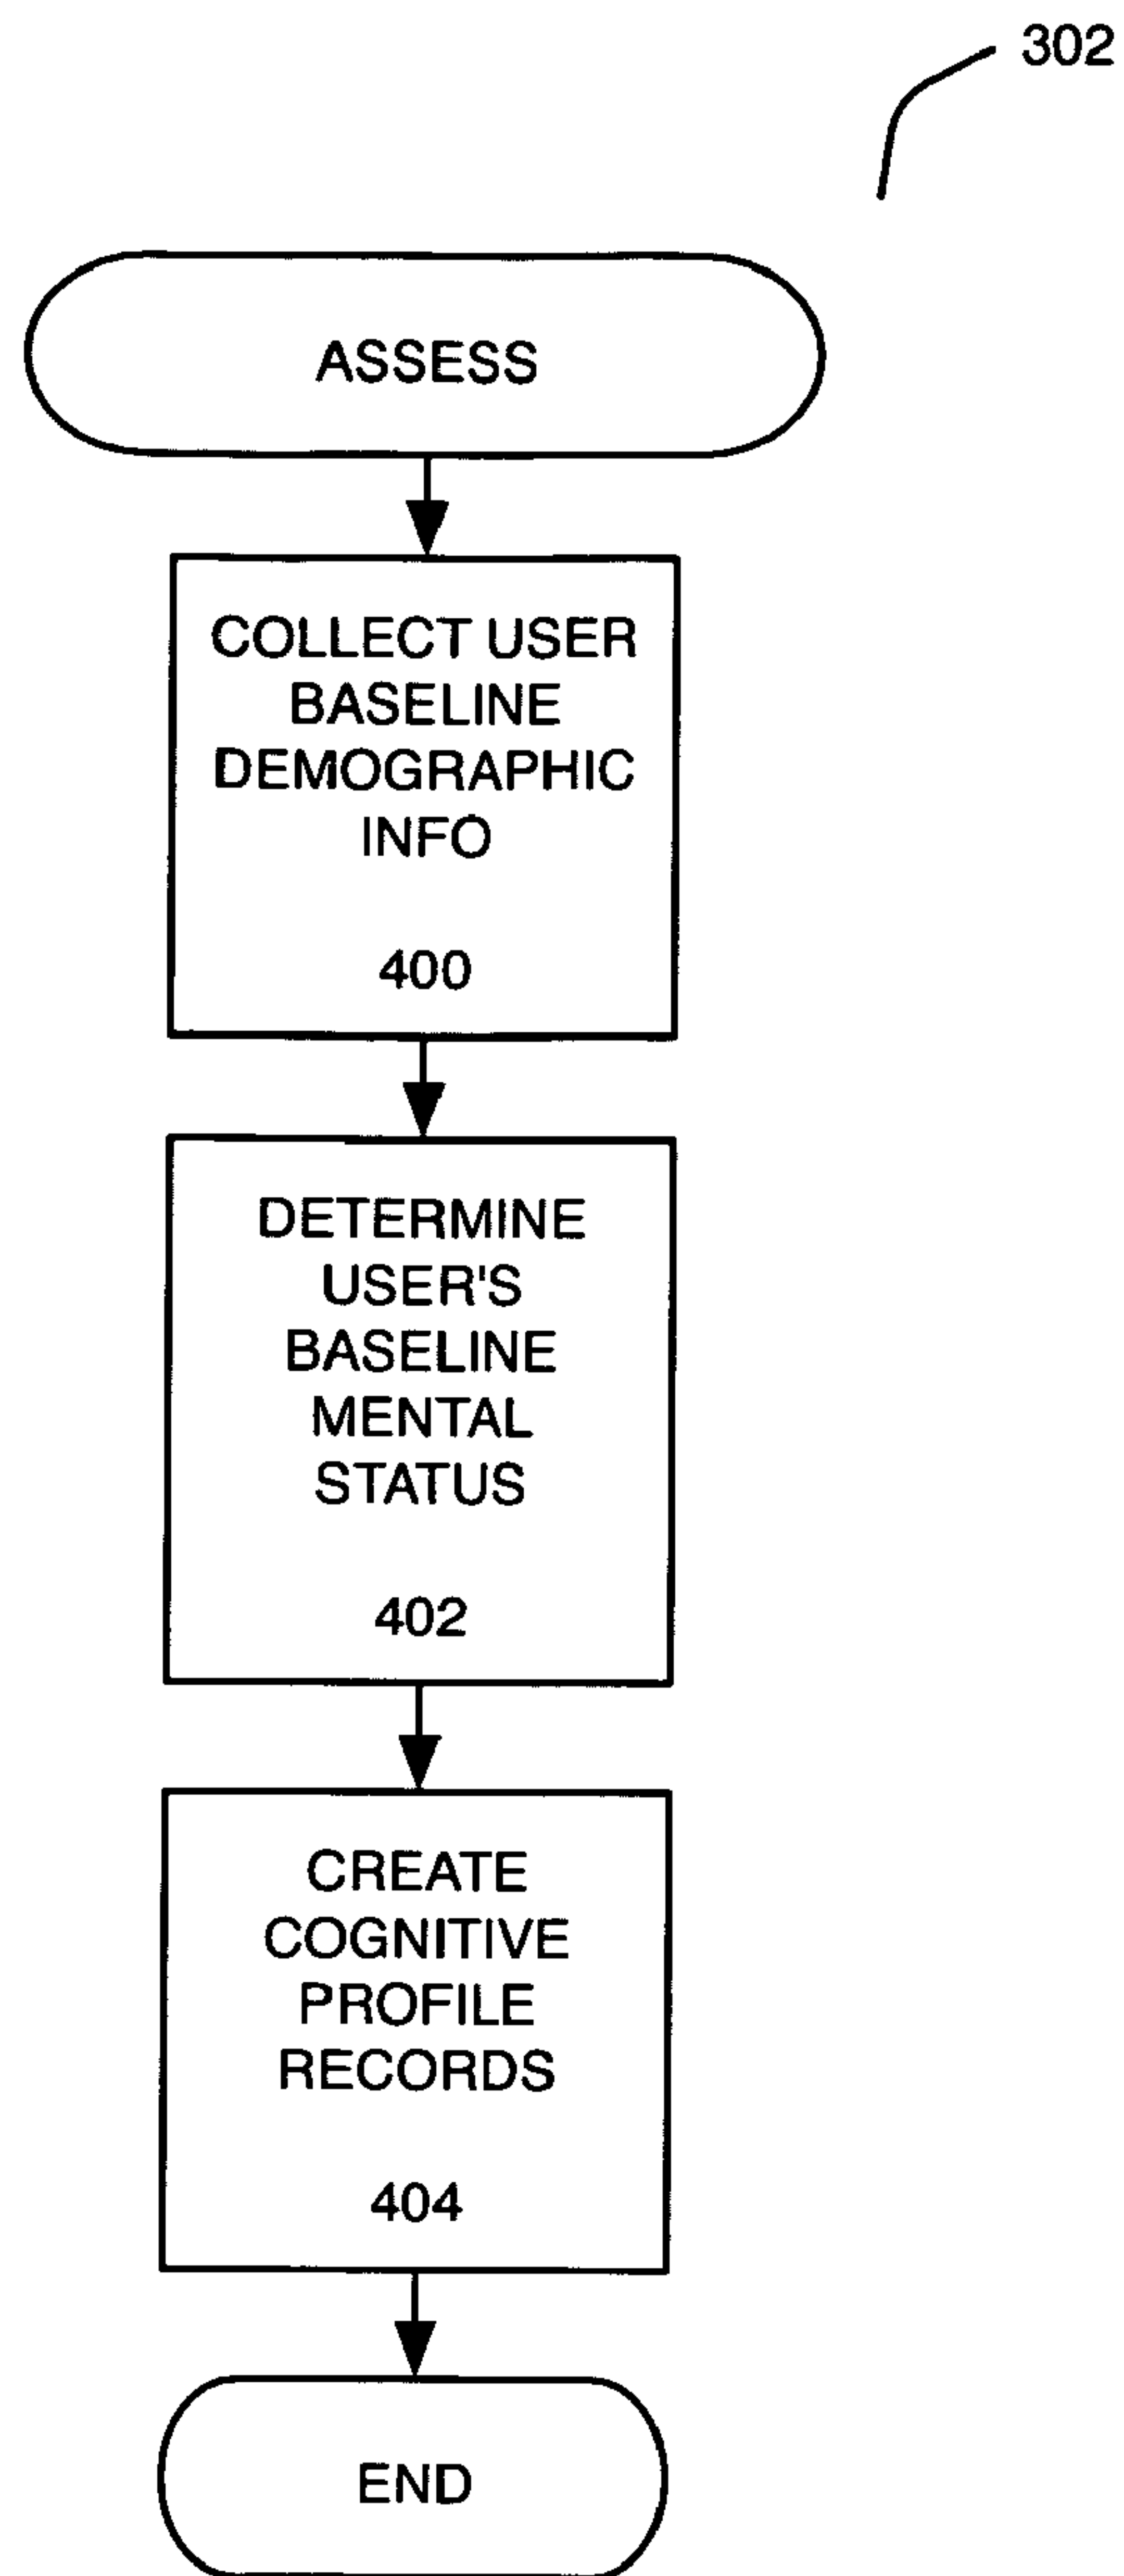 302
ASSESS
COLLECT USER
BASELINE
DEMOGRAPHIC
INFO
400
DETERMINE
USER'S
BASELINE
MENTAL
STATUS
402
CREATE
COGNITIVE
PROFILE
RECORDS
404
END